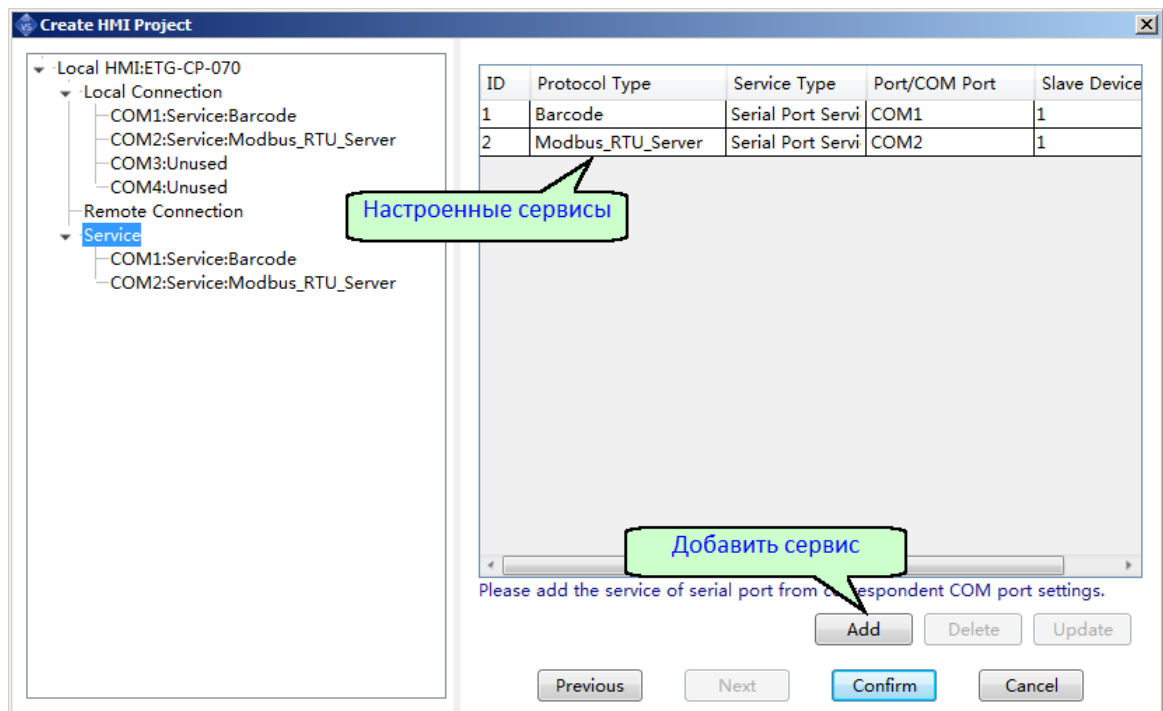 Create HMI Project
Local HMI:ETG-CP-070
Local Connection
COM1:Service:Barcode
COM2:Service:Modbus_RTU_Server
COM3:Unused
COM4:Unused
Remote Connection
Service
COM1:Service:Barcode
COM2:Service:Modbus_RTU_Server
ID Protocol Type Service Type Port/COM Port Slave Device
1 Barcode Serial Port Servi COM1 1
2 Modbus_RTU_Server Serial Port Servi COM2 1
Настроенные сервисы
Добавить сервис
Please add the service of serial port from correspondent COM port settings.
Add Delete Update
Previous Next Confirm Cancel